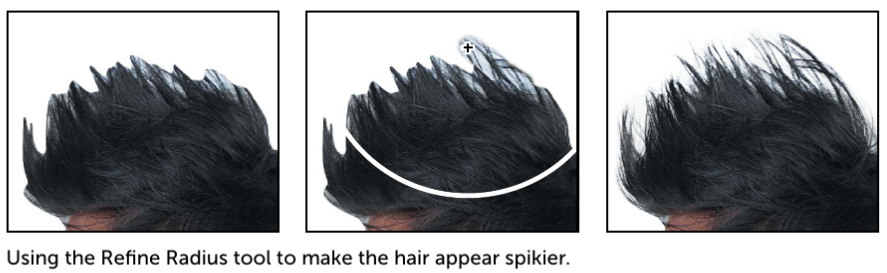 Using the Refine Radius tool to make the hair appear spikier.